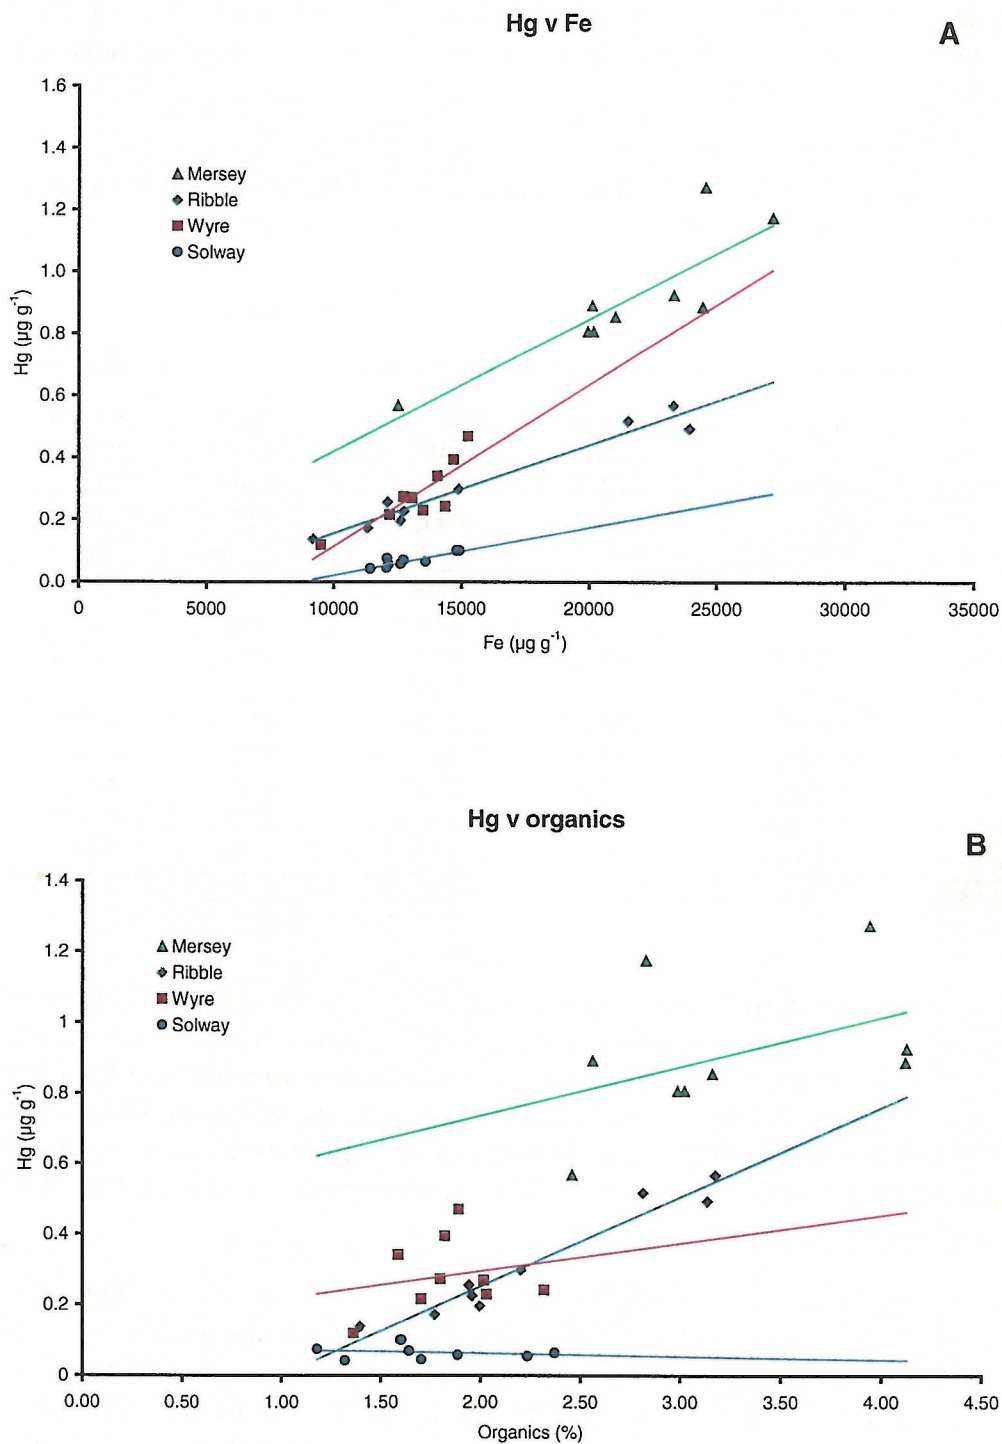 Hg v Fe
A
1.6
1.4
1.2
1.0
0.8
0.6
0.4
0.2
0.0
Hg (µg g⁻¹)
Mersey
Ribble
Wyre
Solway
0 5000 10000 15000 20000 25000 30000 35000
Fe (µg g⁻¹)
Hg v organics
B
1.4
1.2
1
0.8
0.6
0.4
0.2
0
Hg (µg g⁻¹)
Mersey
Ribble
Wyre
Solway
0.00 0.50 1.00 1.50 2.00 2.50 3.00 3.50 4.00 4.50
Organics (%)